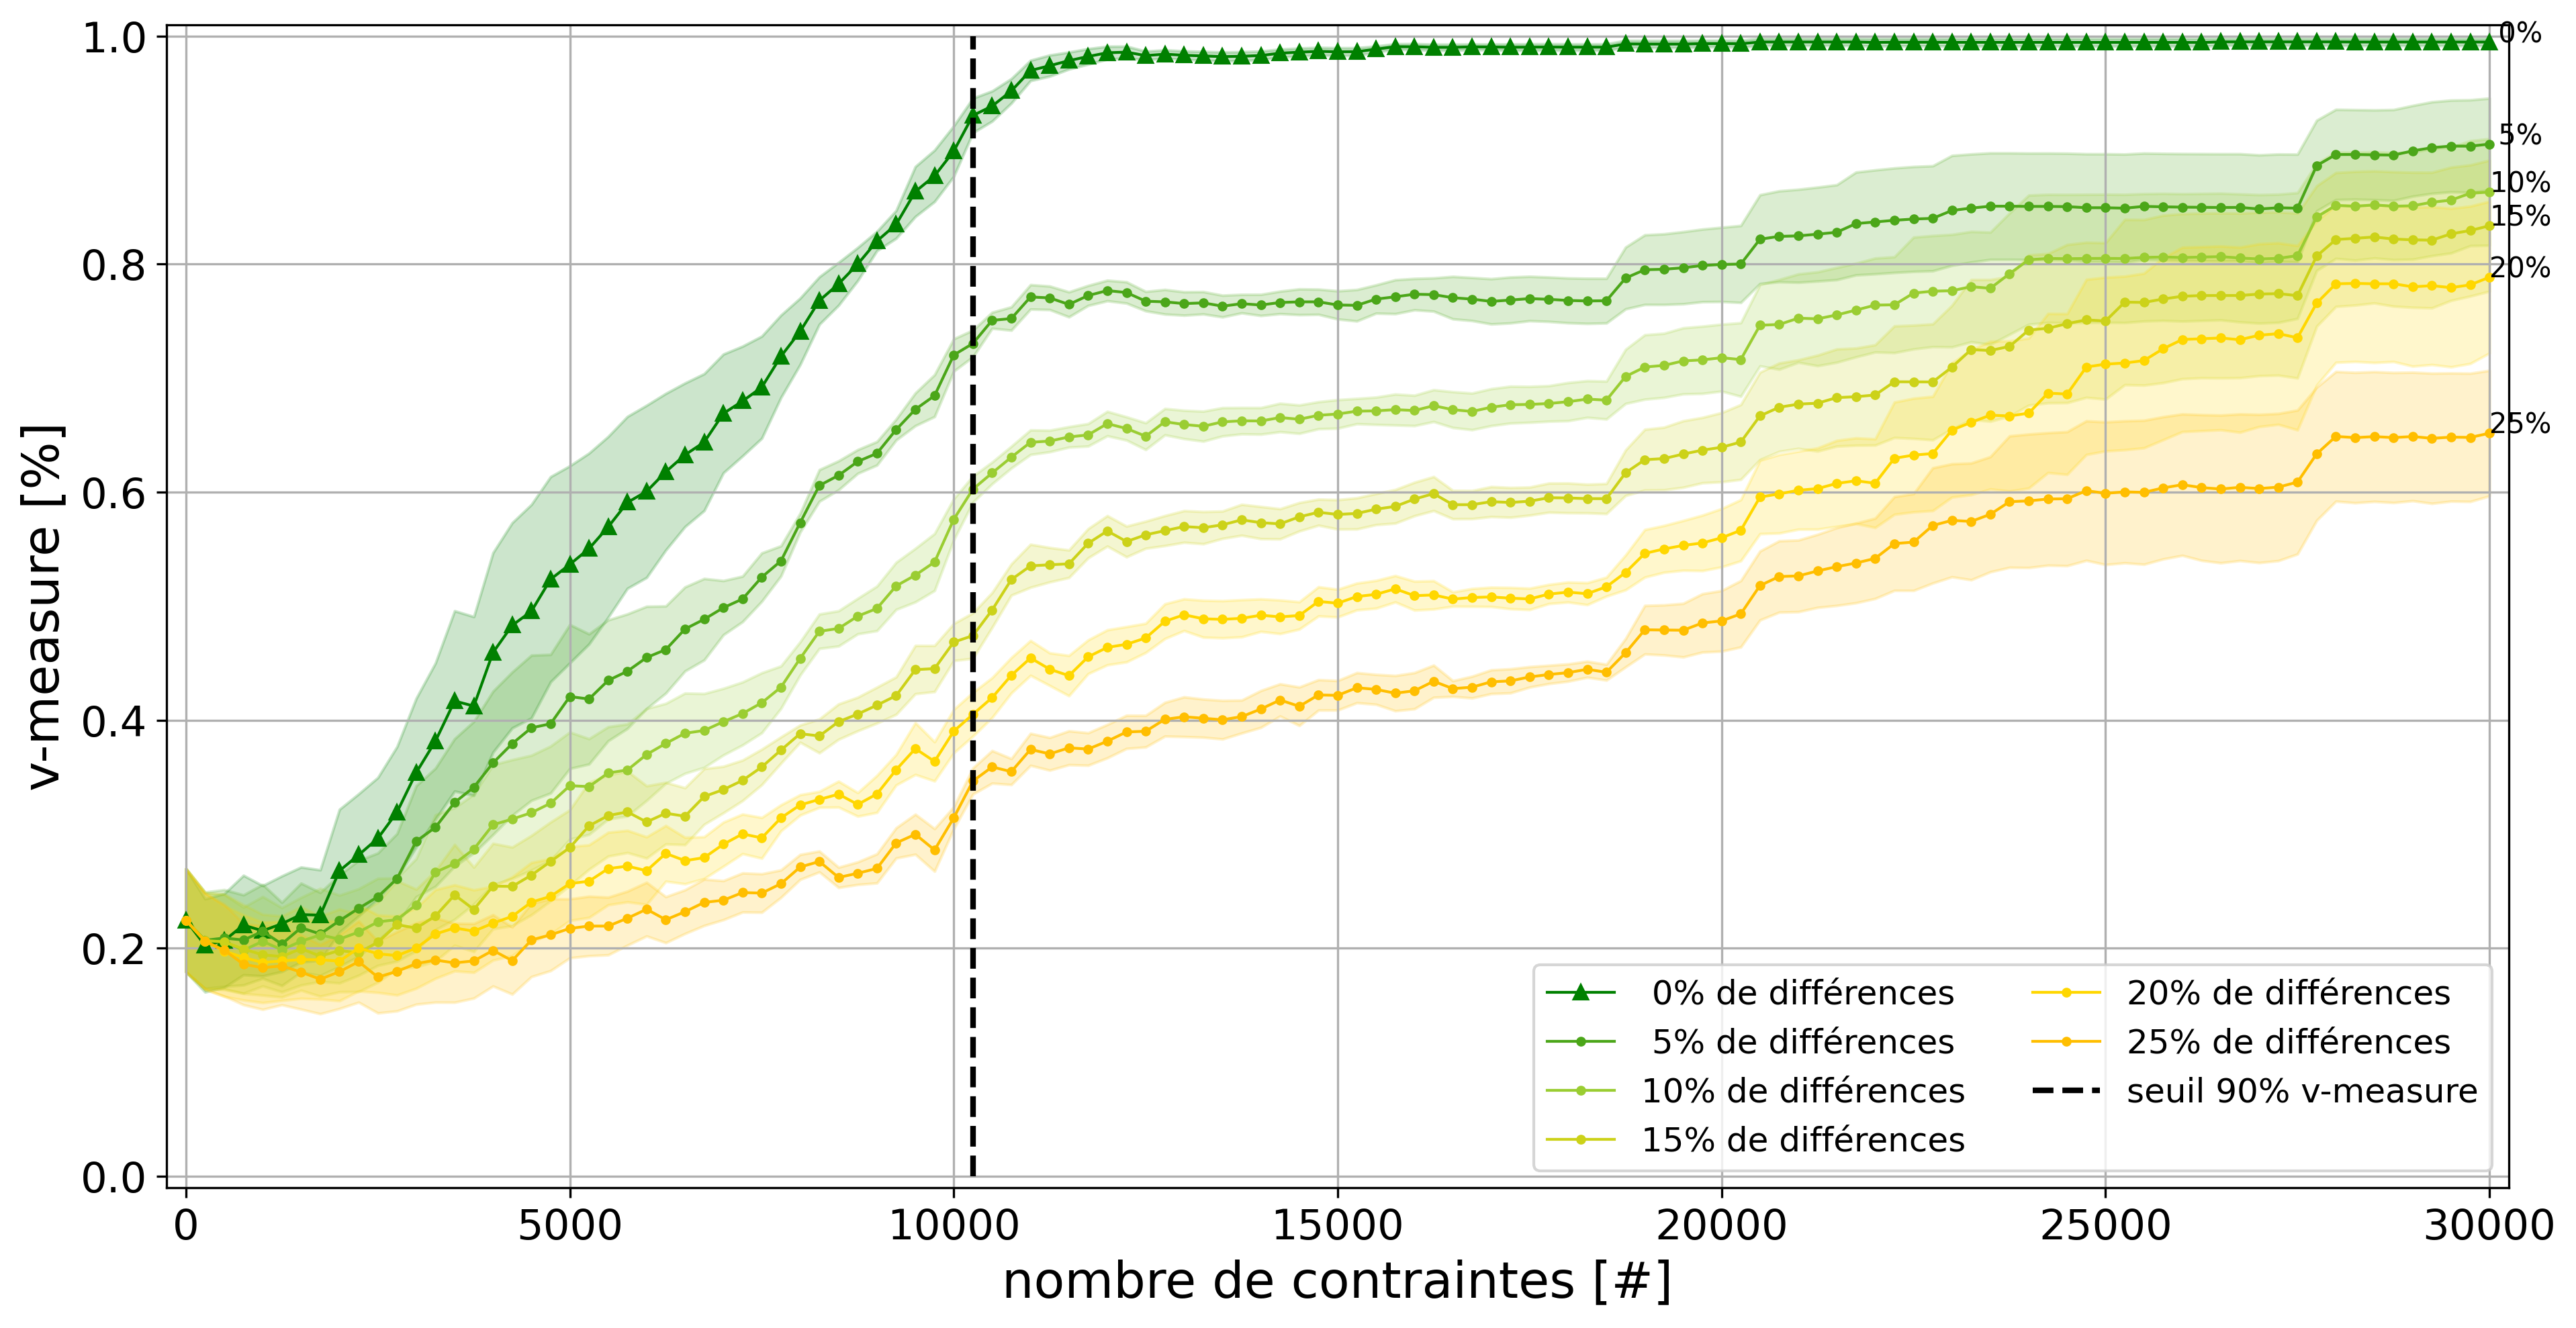 1.0
0.8
0.6
0.4
0.2
0.0
v-measure [%]
0%
5%
10%
15%
20%
25%
0% de différences
5% de différences
10% de différences
15% de différences
20% de différences
25% de différences
seuil 90% v-measure
0 5000 10000 15000 20000 25000 30000
nombre de contraintes [#]